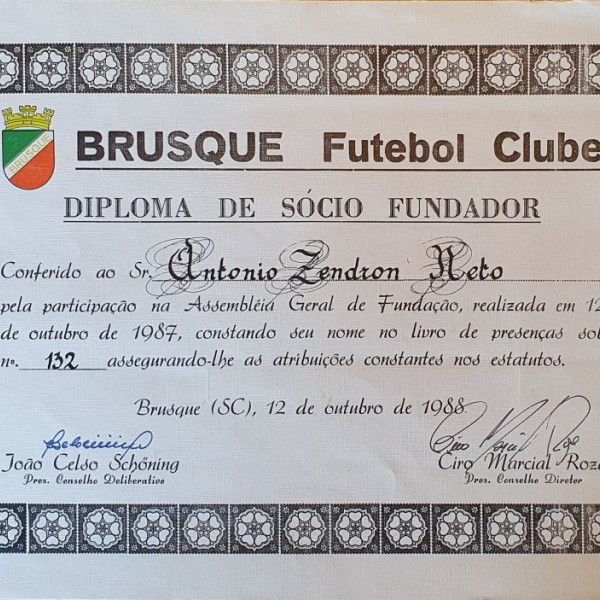 BRUSQUE
BRUSQUE Futebol Clube
DIPLOMA DE SÓCIO FUNDADOR
Conferido ao Sr. Antonio Zendron Neto
pela participação na Assembléia Geral de Fundação, realizada em 12
de outubro de 1987, constando seu nome no livro de presenças so
nº. 132 assegurando-lhe as atribuições constantes nos estatutos.
Brusque (SC), 12 de outubro de 1988.
João Celso Schöning
Pres. Conselho Deliberativo
Ciro Marcial Roza
Pres. Conselho Diretor